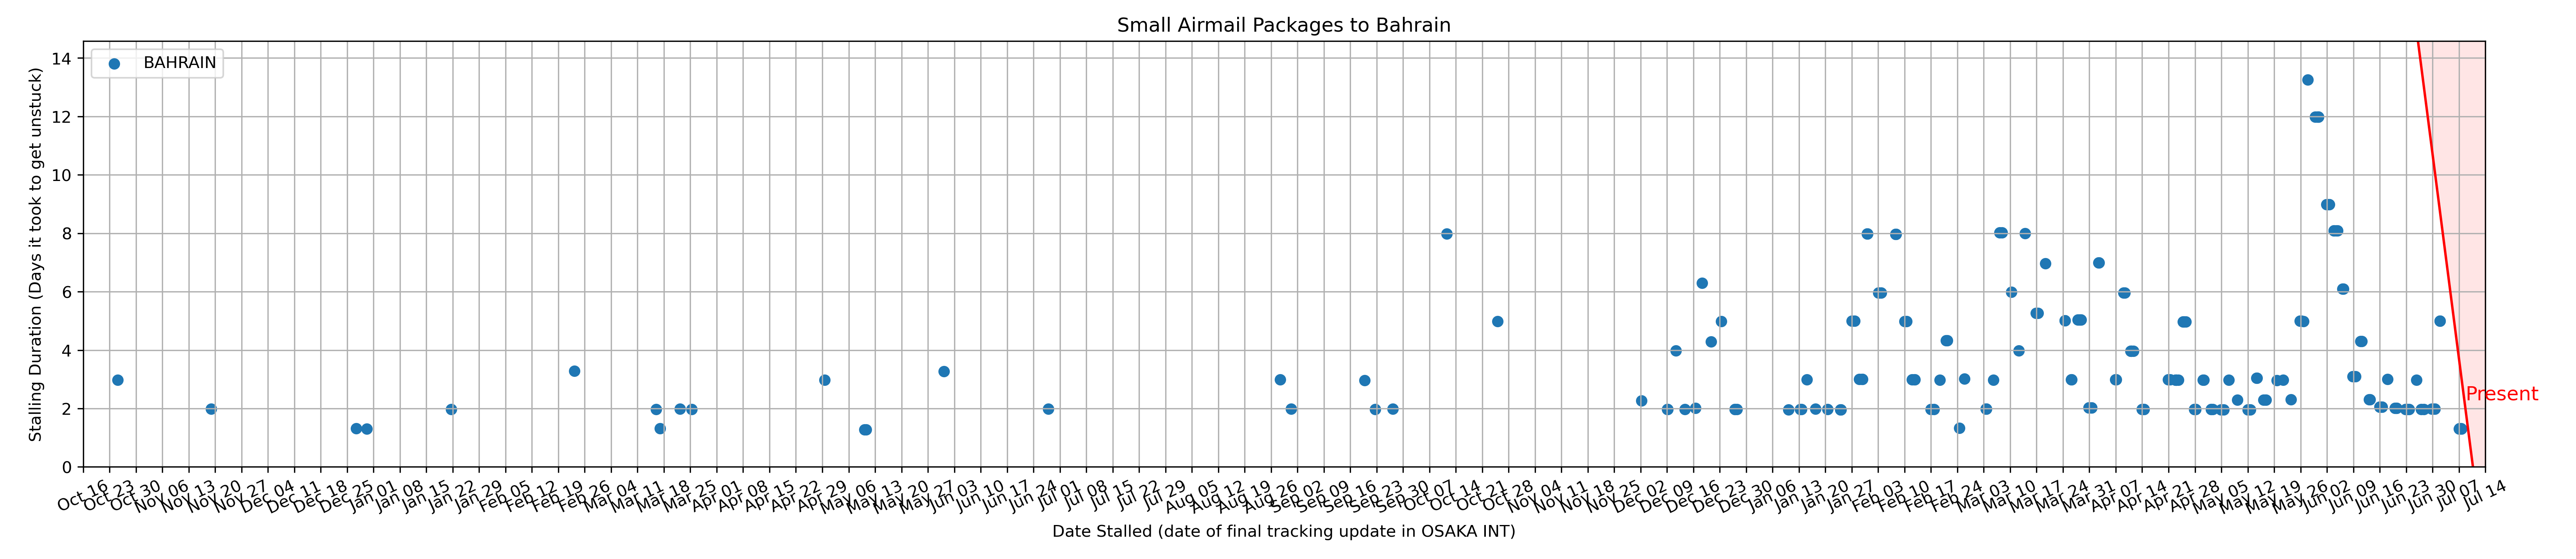 Small Airmail Packages to Bahrain
BAHRAIN
Stalling Duration (Days it took to get unstuck)
14
12
10
8
6
4
2
0
Present
Oct 16
Oct 23
Oct 30
Nov 06
Nov 13
Nov 20
Nov 27
Dec 04
Dec 11
Dec 18
Dec 25
Jan 01
Jan 08
Jan 15
Jan 22
Jan 29
Feb 05
Feb 12
Feb 19
Feb 26
Mar 04
Mar 11
Mar 18
Mar 25
Apr 01
Apr 08
Apr 15
Apr 22
Apr 29
May 06
May 13
May 20
May 27
Jun 03
Jun 10
Jun 17
Jun 24
Jul 01
Jul 08
Jul 15
Jul 22
Jul 29
Aug 05
Aug 12
Aug 19
Aug 26
Sep 02
Sep 09
Sep 16
Sep 23
Sep 30
Oct 07
Oct 14
Oct 21
Oct 28
Nov 04
Nov 11
Nov 18
Nov 25
Dec 02
Dec 09
Dec 16
Dec 23
Dec 30
Jan 06
Jan 13
Jan 20
Jan 27
Feb 03
Feb 10
Feb 17
Feb 24
Mar 03
Mar 10
Mar 17
Mar 24
Mar 31
Apr 07
Apr 14
Apr 21
Apr 28
May 05
May 12
May 19
May 26
Jun 02
Jun 09
Jun 16
Jun 23
Jun 30
Jul 07
Jul 14
Date Stalled (date of final tracking update in OSAKA INT)